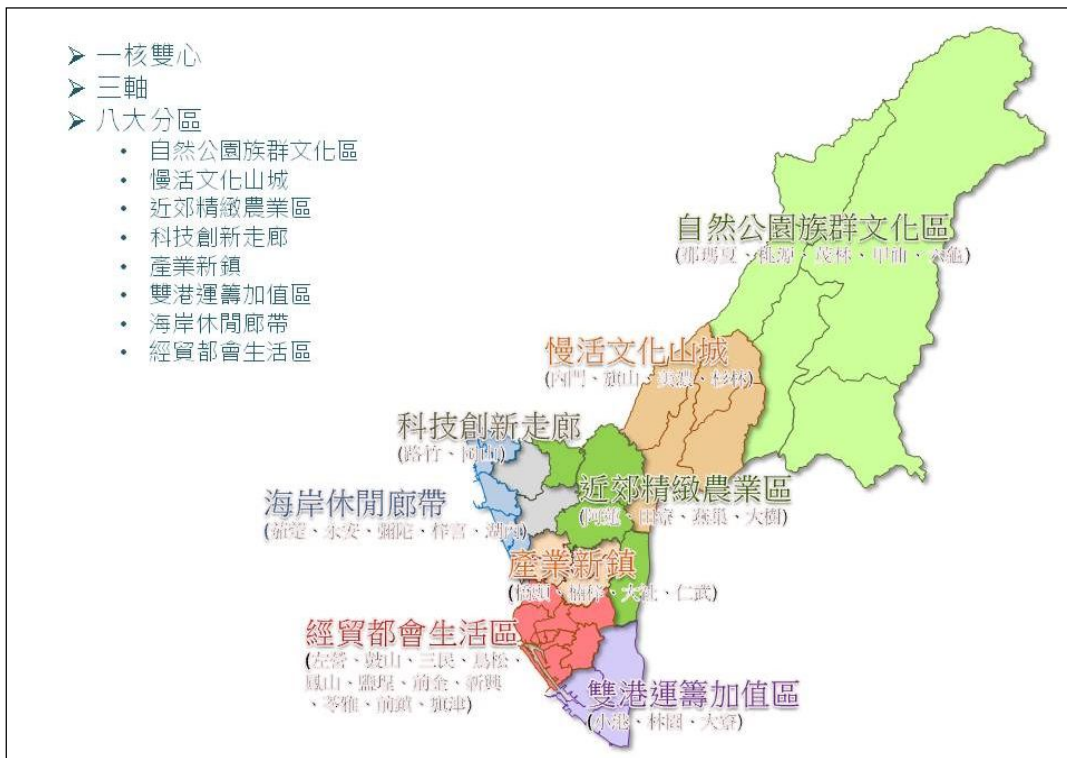 ➢ 一核雙心
➢ 三軸
➢ 八大分區
• 自然公園族群文化區
• 慢活文化山城
• 近郊精緻農業區
• 科技創新走廊
• 產業新鎮
• 雙港運籌加值區
• 海岸休閒廊帶
• 經貿都會生活區
自然公園族群文化區
(那瑪夏、桃源、茂林、甲仙、六龜)
慢活文化山城
(內門、旗山、美濃、杉林)
科技創新走廊
(路竹、岡山)
近郊精緻農業區
(阿蓮、田寮、燕巢、大樹)
海岸休閒廊帶
(茄萣、永安、彌陀、梓官、湖內)
產業新鎮
(橋頭、楠梓、大社、仁武)
經貿都會生活區
(左營、鼓山、三民、鳥松、
鳳山、鹽埕、前金、新興
、苓雅、前鎮、旗津)
雙港運籌加值區
(小港、林園、大寮)